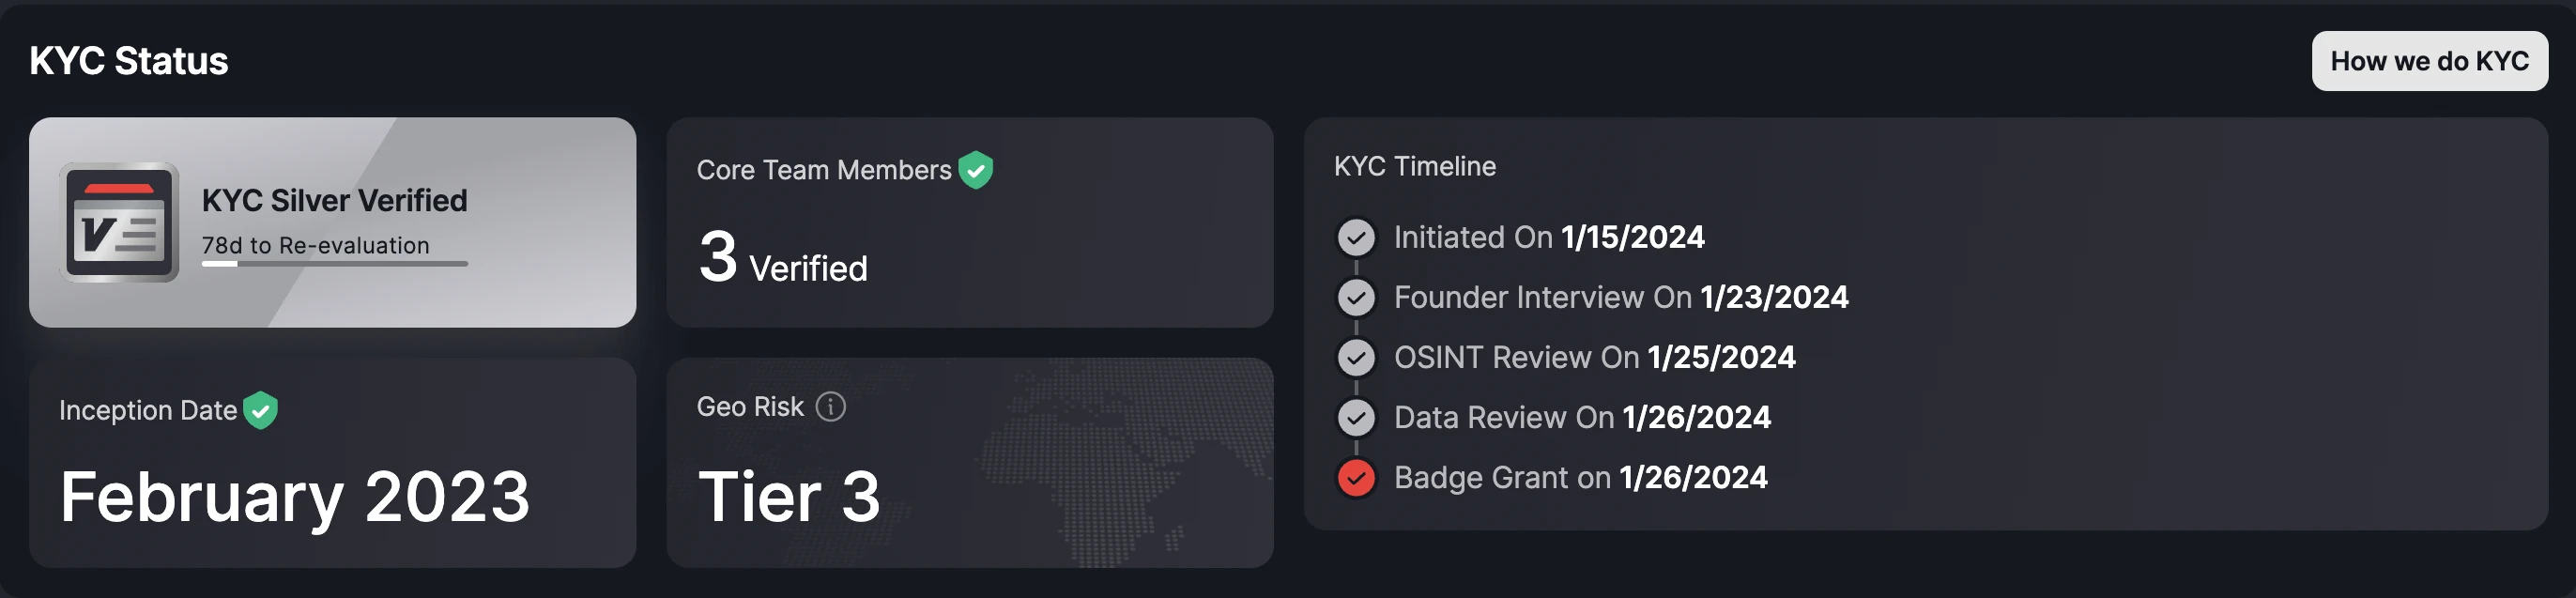 KYC Status
How we do KYC
KYC Silver Verified
78d to Re-evaluation
Core Team Members
3 Verified
Inception Date
February 2023
Geo Risk
Tier 3
KYC Timeline
Initiated On 1/15/2024
Founder Interview On 1/23/2024
OSINT Review On 1/25/2024
Data Review On 1/26/2024
Badge Grant on 1/26/2024